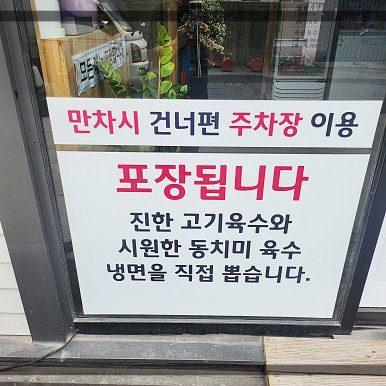 만차시 건너편 주차장 이용
포장됩니다
진한 고기육수와
시원한 동치미 육수
냉면을 직접 뽑습니다.